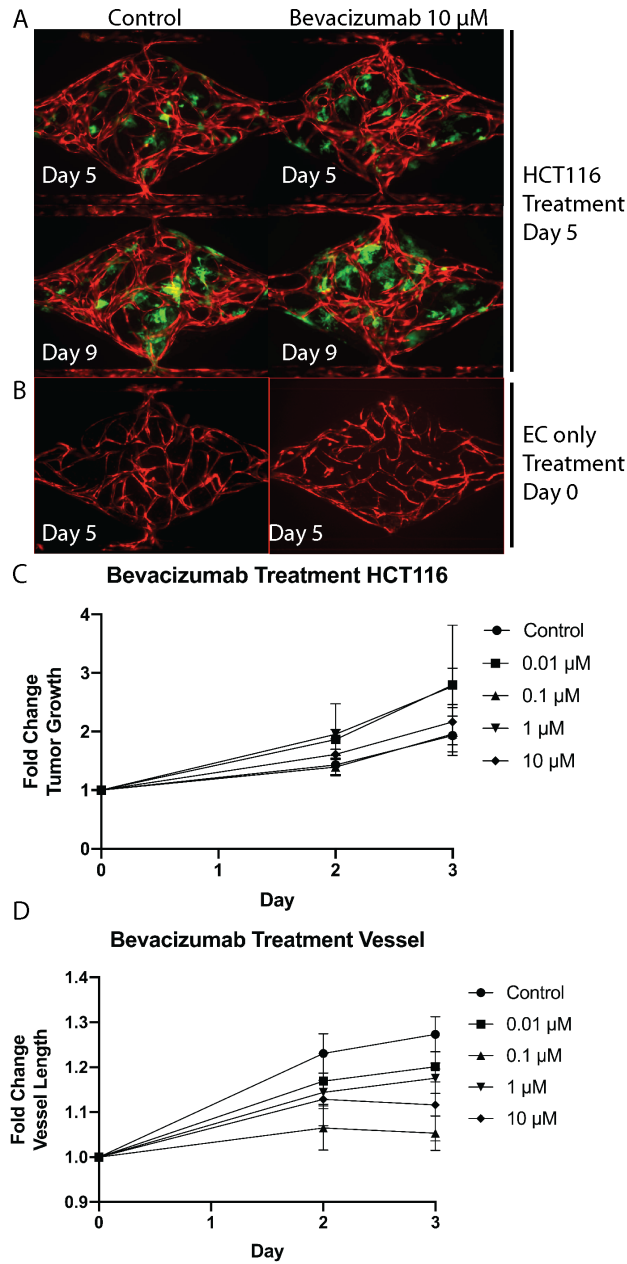 A
Control
Bevacizumab 10 µM
Day 5
Day 5
HCT116
Treatment
Day 5
Day 9
Day 9
B
EC only
Treatment
Day 0
Day 5
Day 5
C
Bevacizumab Treatment HCT116
Fold Change
Tumor Growth
4
3
2
1
0
0
1
2
3
Day
Control
0.01 µM
0.1 µM
1 µM
10 µM
D
Bevacizumab Treatment Vessel
Fold Change
Vessel Length
1.4
1.3
1.2
1.1
1.0
0.9
0
1
2
3
Day
Control
0.01 µM
0.1 µM
1 µM
10 µM